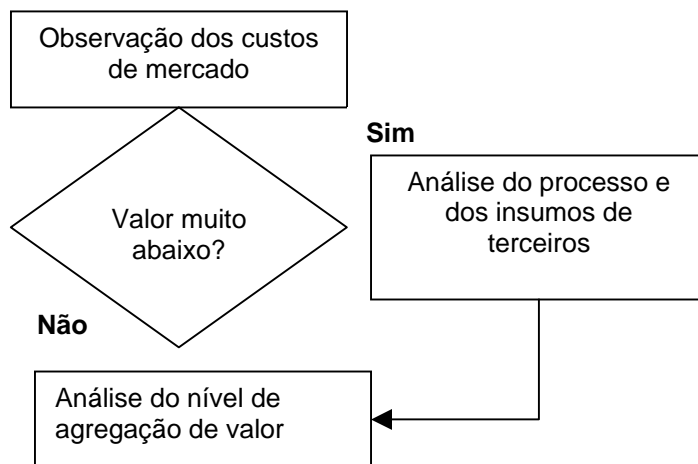 Observação dos custos
de mercado
Sim
Análise do processo e
dos insumos de
terceiros
Valor muito
abaixo?
Não
Análise do nível de
agregação de valor